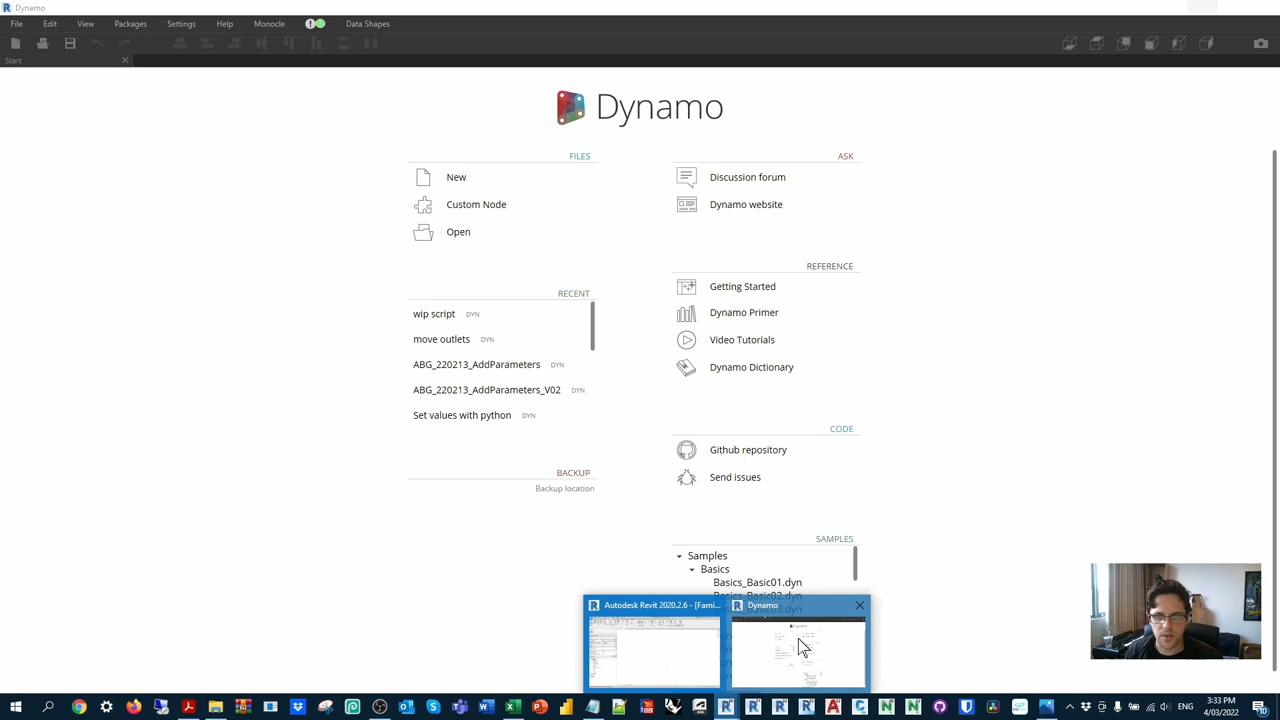 Dynamo
File Edit View Packages Settings Help Monocle Data Shapes
Start
Dynamo
FILES
New
Custom Node
Open
RECENT
wip script DYN
move outlets DYN
ABG_220213_AddParameters DYN
ABG_220213_AddParameters_V02 DYN
Set values with python DYN
BACKUP
Backup location
ASK
Discussion forum
Dynamo website
REFERENCE
Getting Started
Dynamo Primer
Video Tutorials
Dynamo Dictionary
CODE
Github repository
Send issues
SAMPLES
Samples
Basics
Basics_Basic01.dyn
Basics_Basic02.dyn
Autodesk Revit 2020.2.6 - [Fami...
Dynamo
3:33 PM
4/03/2022